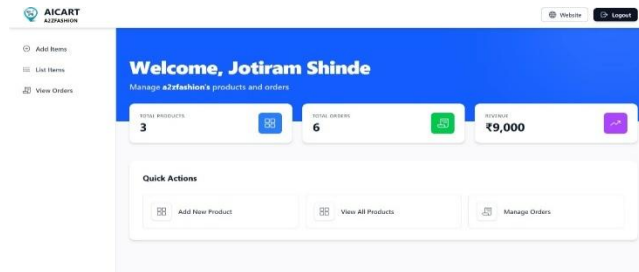 AICART
A2ZFASHION
Website
Logout
Add Items
List Items
View Orders
Welcome, Jotiram Shinde
Manage a2zfashion's products and orders
TOTAL PRODUCTS
3
TOTAL ORDERS
6
REVENUE
₹9,000
Quick Actions
Add New Product
View All Products
Manage Orders